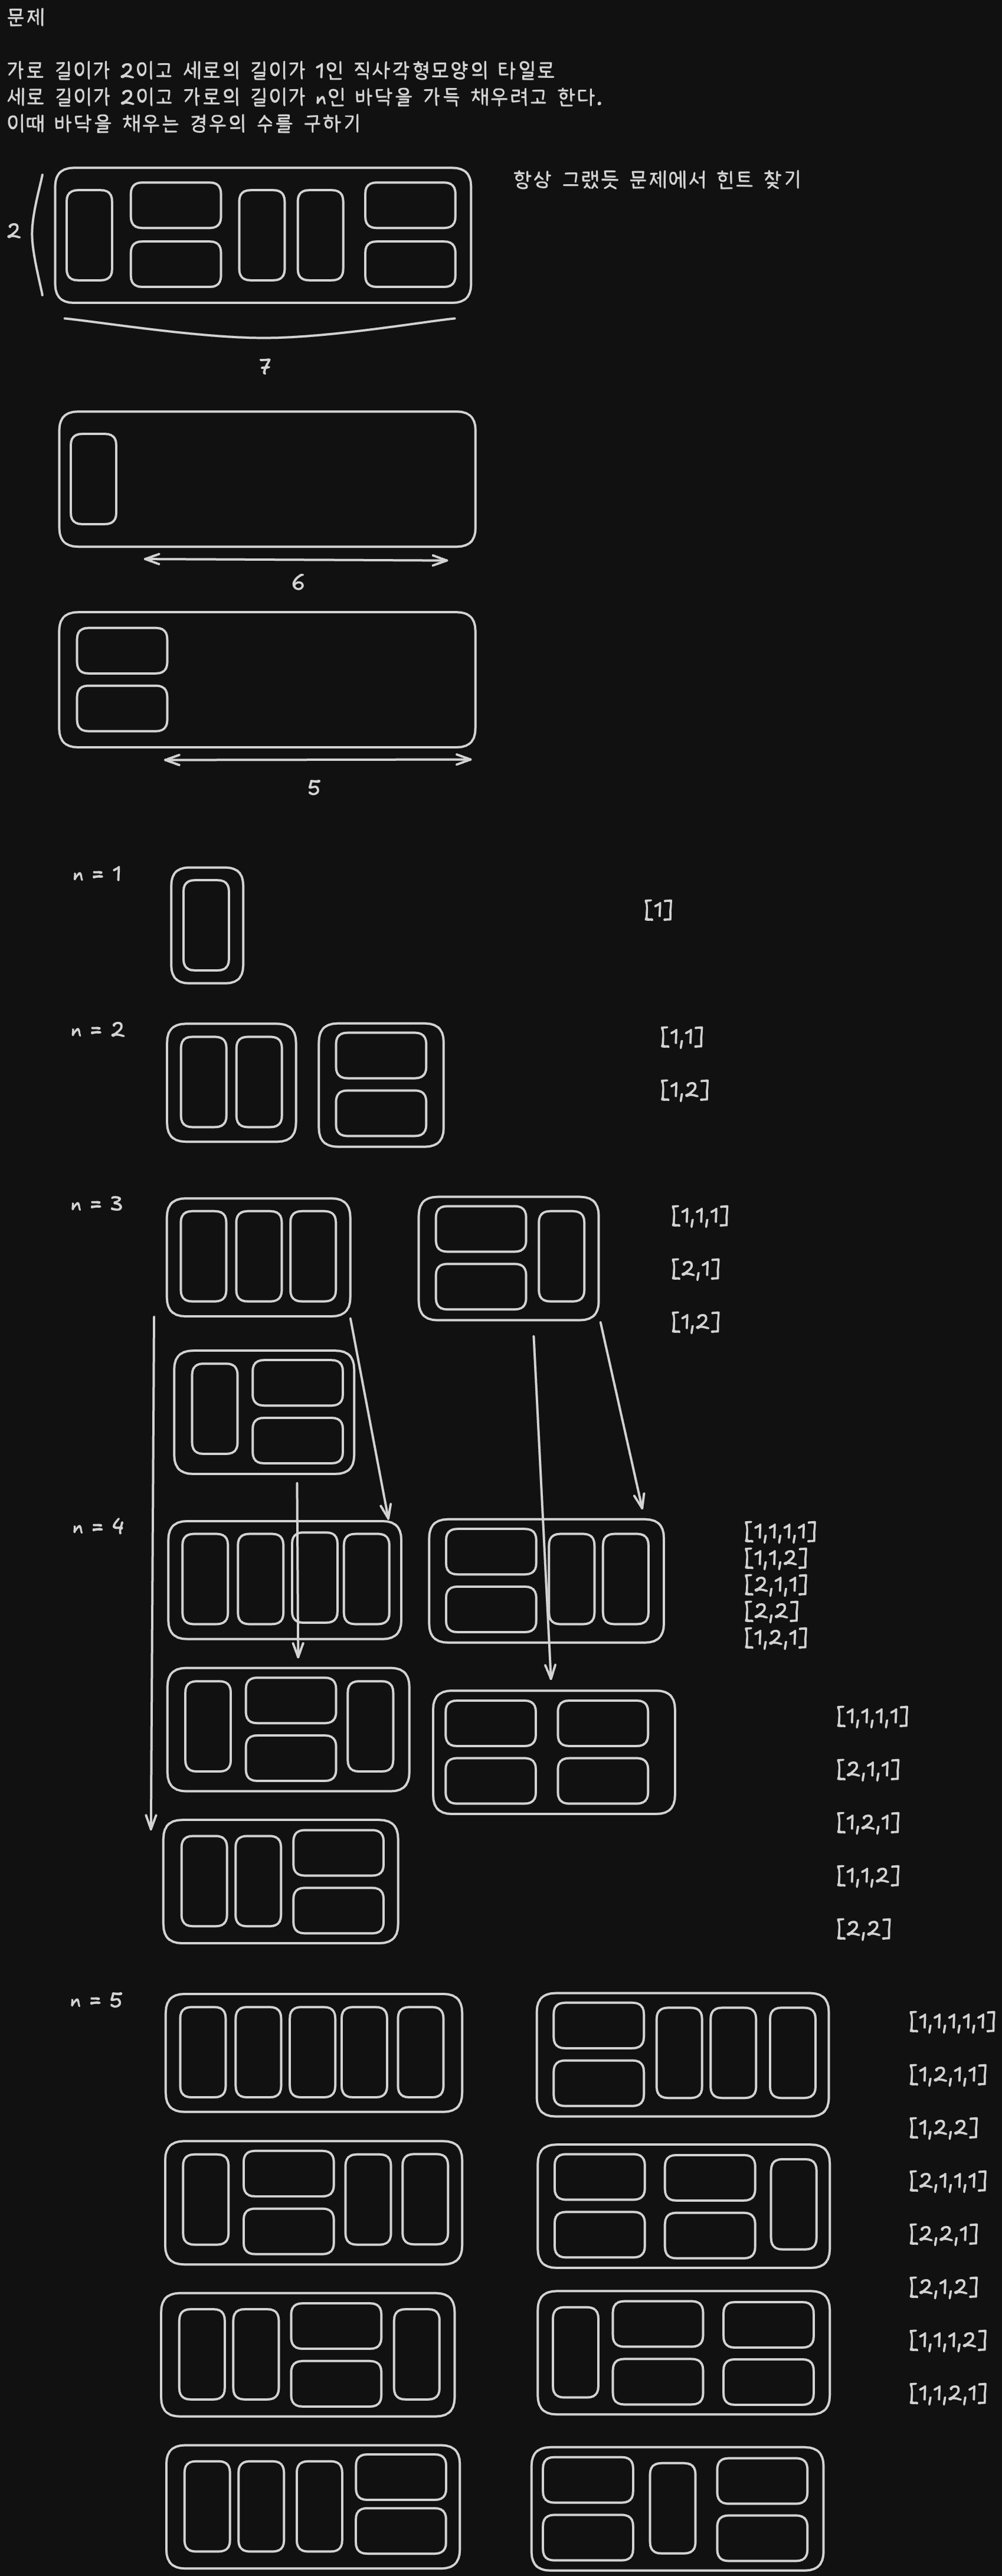 문제
가로 길이가 2이고 세로의 길이가 1인 직사각형모양의 타일로
세로 길이가 2이고 가로의 길이가 n인 바닥을 가득 채우려고 한다.
이때 바닥을 채우는 경우의 수를 구하기
항상 그랬듯 문제에서 힌트 찾기
2
7
6
5
n = 1
[1]
n = 2
[1,1]
[1,2]
n = 3
[1,1,1]
[2,1]
[1,2]
n = 4
[1,1,1,1]
[1,1,2]
[2,1,1]
[2,2]
[1,2,1]
[1,1,1,1]
[2,1,1]
[1,2,1]
[1,1,2]
[2,2]
n = 5
[1,1,1,1,1]
[1,2,1,1]
[1,2,2]
[2,1,1,1]
[2,2,1]
[2,1,2]
[1,1,1,2]
[1,1,2,1]